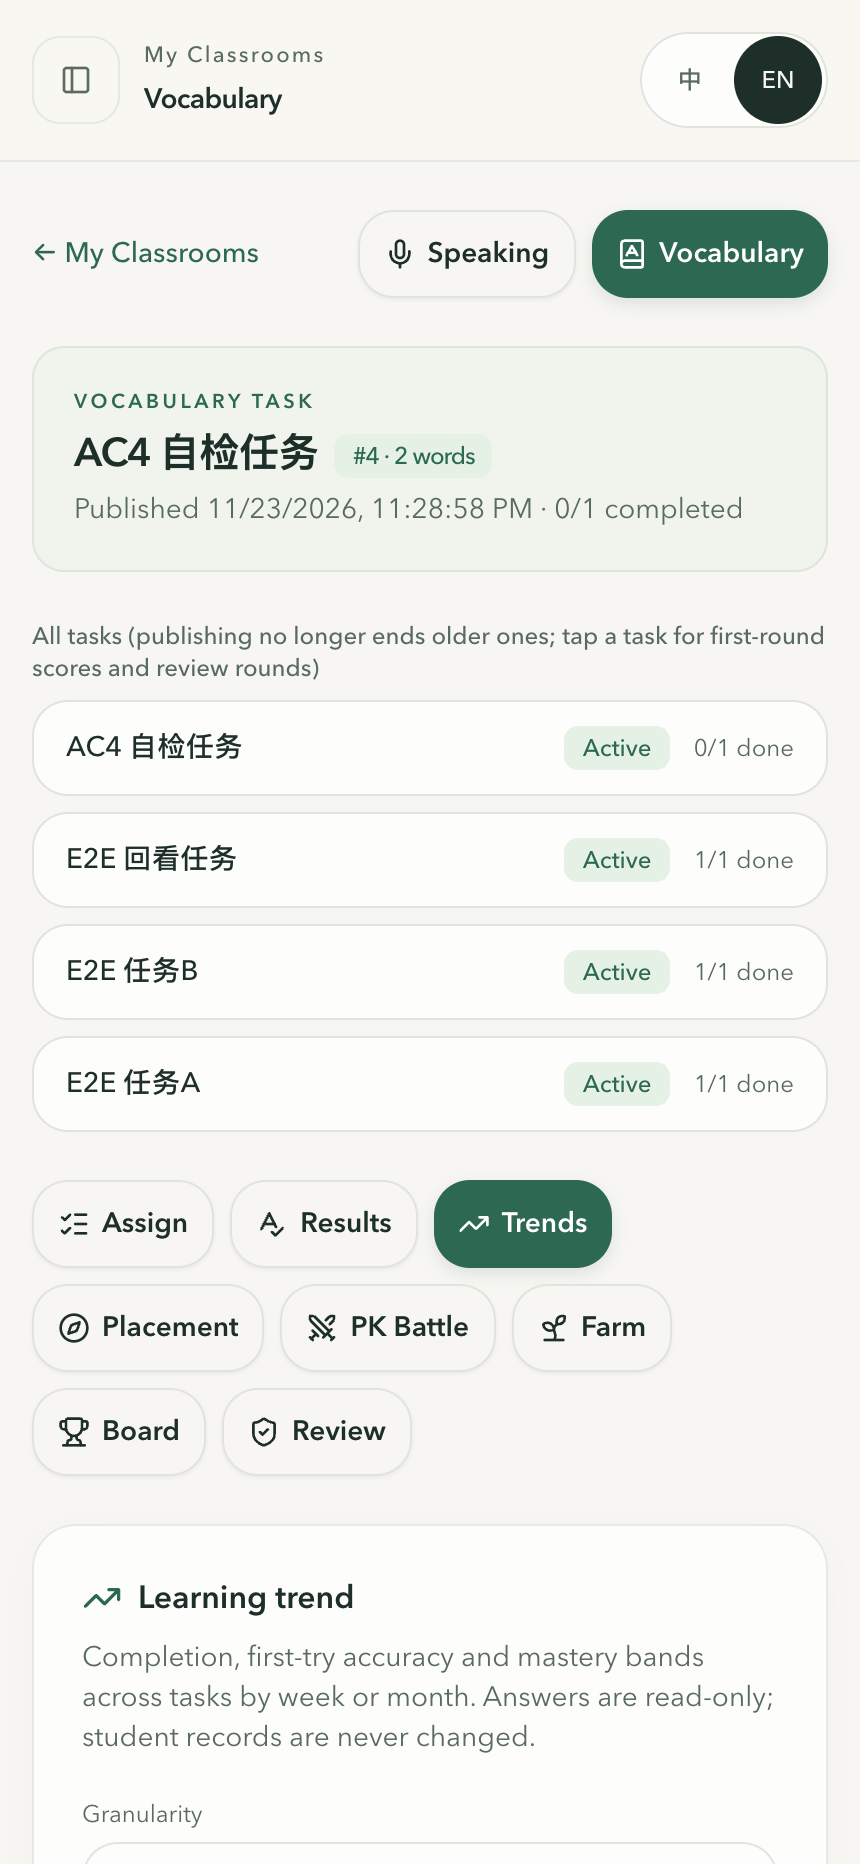 My Classrooms
Vocabulary
中
EN
← My Classrooms
Speaking
Vocabulary
VOCABULARY TASK
AC4 自检任务 #4 · 2 words
Published 11/23/2026, 11:28:58 PM · 0/1 completed
All tasks (publishing no longer ends older ones; tap a task for first-round
scores and review rounds)
AC4 自检任务 Active 0/1 done
E2E 回看任务 Active 1/1 done
E2E 任务B Active 1/1 done
E2E 任务A Active 1/1 done
Assign
Results
Trends
Placement
PK Battle
Farm
Board
Review
Learning trend
Completion, first-try accuracy and mastery bands
across tasks by week or month. Answers are read-only;
student records are never changed.
Granularity